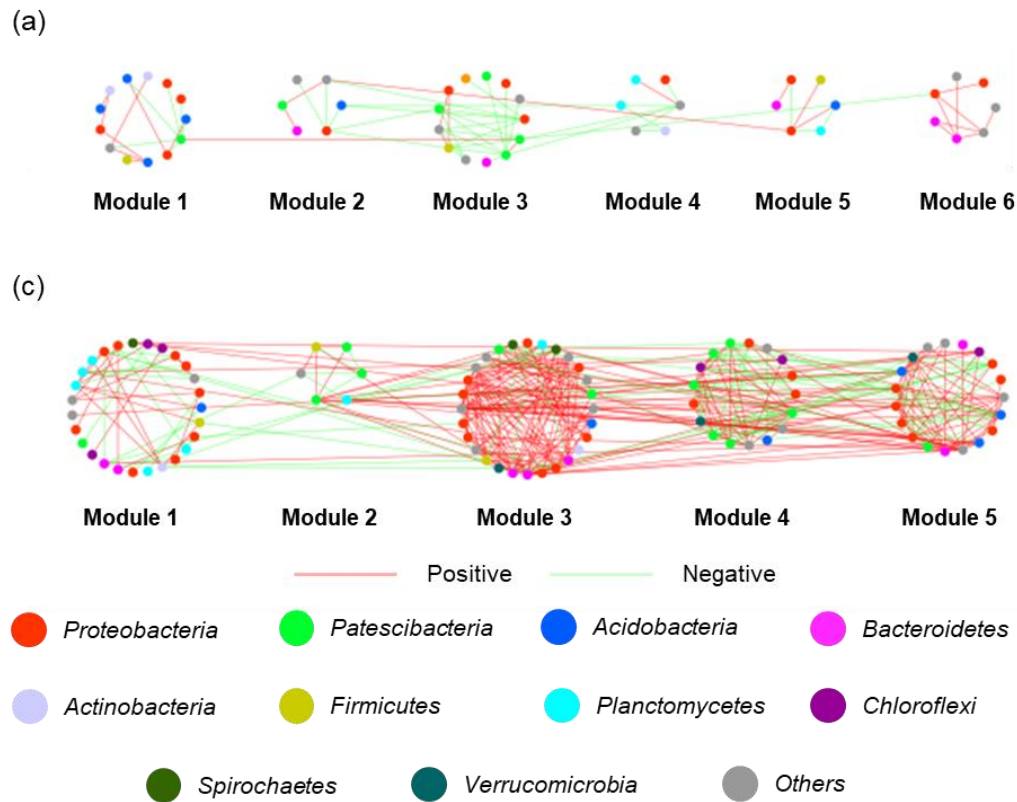 (a)
Module 1 Module 2 Module 3 Module 4 Module 5 Module 6
(c)
Module 1 Module 2 Module 3 Module 4 Module 5
Positive Negative
Proteobacteria Patescibacteria Acidobacteria Bacteroidetes
Actinobacteria Firmicutes Planctomycetes Chloroflexi
Spirochaetes Verrucomicrobia Others